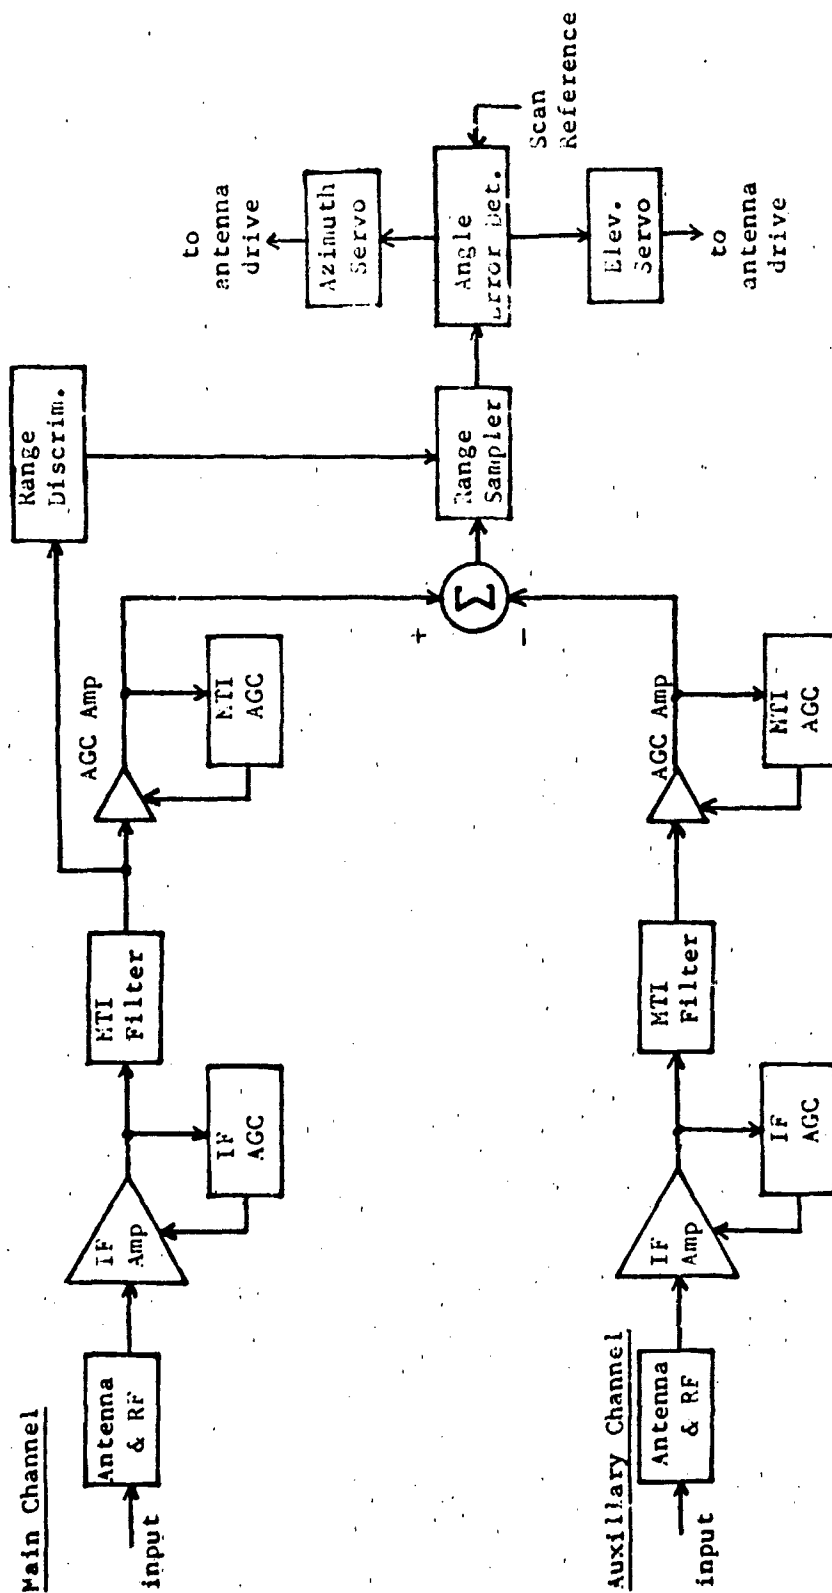 Main Channel
input
Antenna
& RF
IF
Amp
IF
AGC
MTI
Filter
AGC Amp
MTI
AGC
Range
Discrim.
+
Σ
-
Range
Sampler
Angle
Error Det.
Scan
Reference
Azimuth
Servo
to
antenna
drive
Elev.
Servo
to
antenna
drive
Auxillary Channel
input
Antenna
& RF
IF
Amp
IF
AGC
MTI
Filter
AGC Amp
MTI
AGC